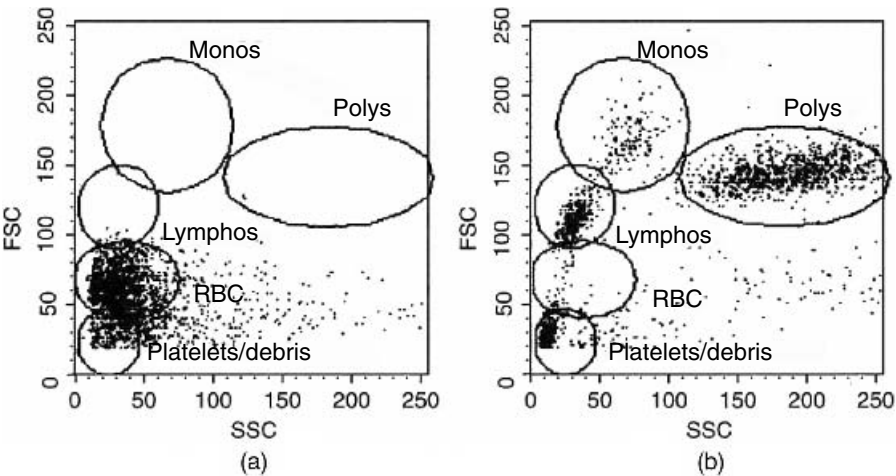 250
200
150
100
50
0
FSC
Monos
Polys
Lymphos
RBC
Platelets/debris
0 50 100 150 200 250
SSC
(a)
250
200
150
100
50
0
FSC
Monos
Polys
Lymphos
RBC
Platelets/debris
0 50 100 150 200 250
SSC
(b)